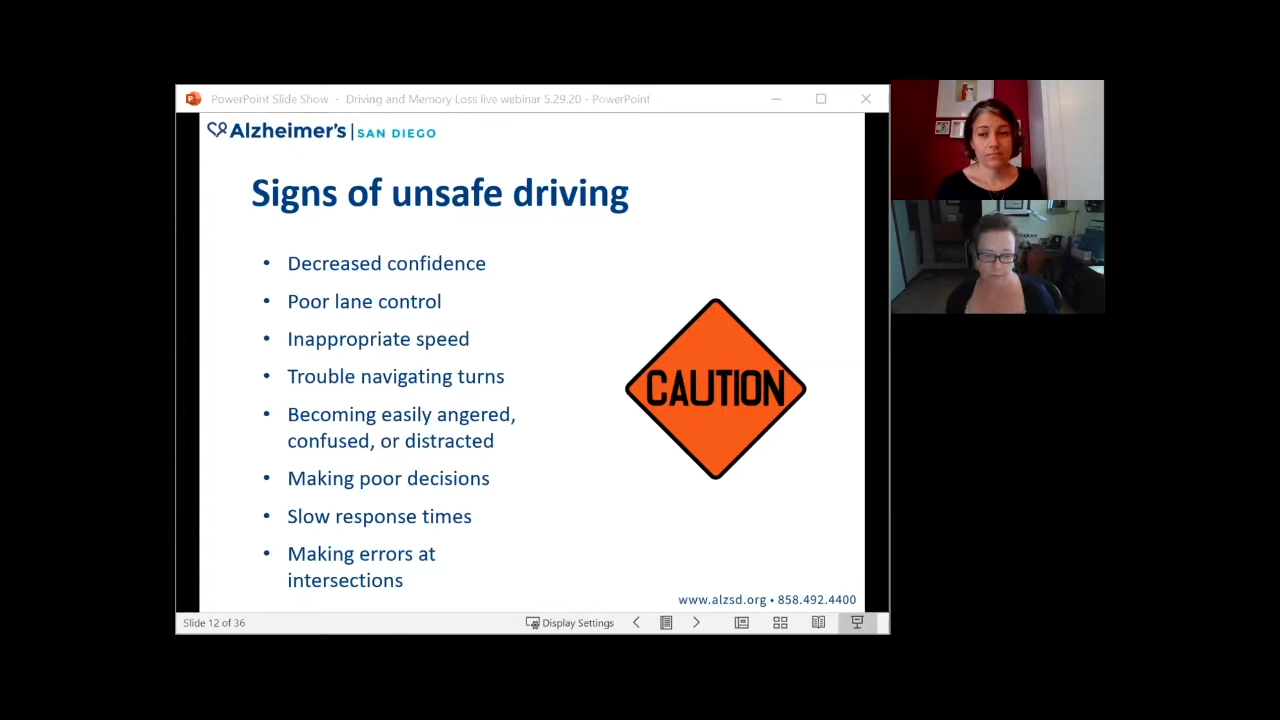 PowerPoint Slide Show - Driving and Memory Loss live webinar 5.29.20 - PowerPoint
Alzheimer's | SAN DIEGO
Signs of unsafe driving
• Decreased confidence
• Poor lane control
• Inappropriate speed
• Trouble navigating turns
• Becoming easily angered,
confused, or distracted
• Making poor decisions
• Slow response times
• Making errors at
intersections
CAUTION
www.alzsd.org • 858.492.4400
Slide 12 of 36
Display Settings